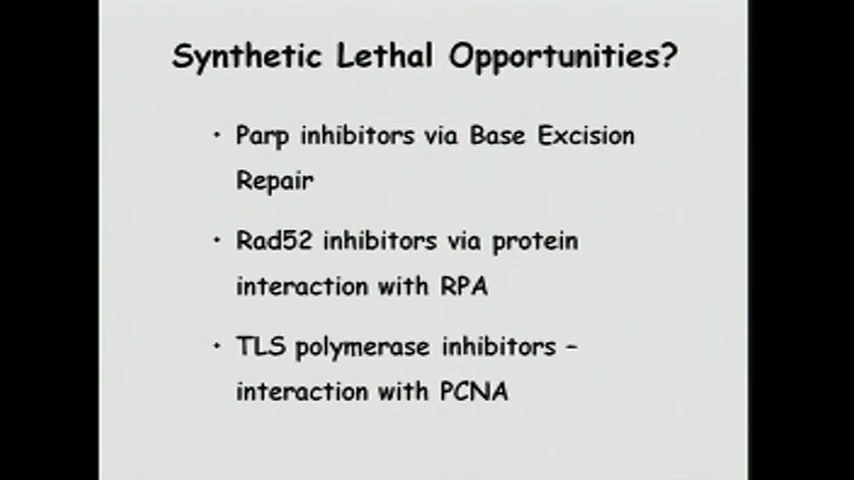 Synthetic Lethal Opportunities?
• Parp inhibitors via Base Excision
Repair
• Rad52 inhibitors via protein
interaction with RPA
• TLS polymerase inhibitors –
interaction with PCNA